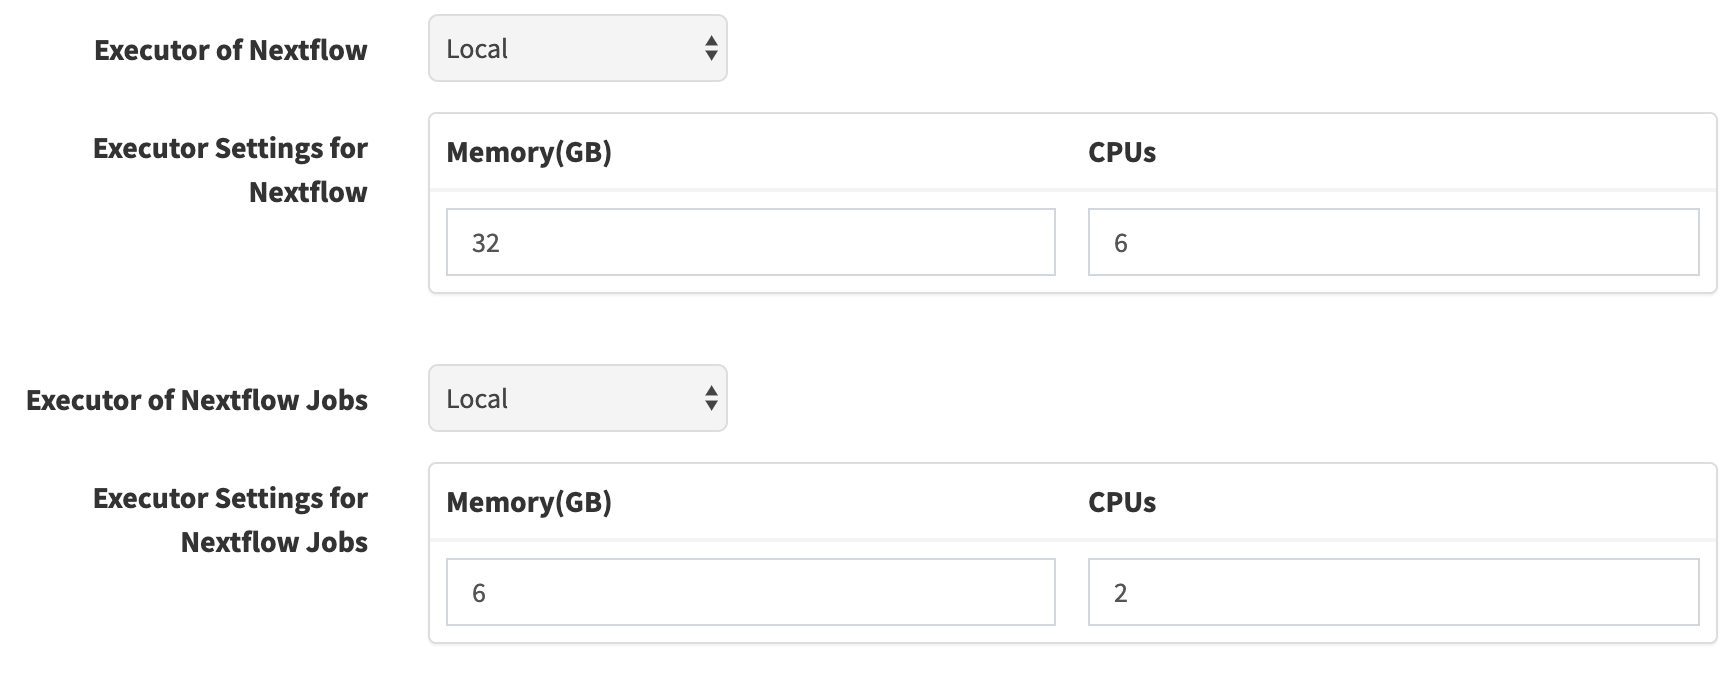 Executor of Nextflow
Local
Executor Settings for
Nextflow
Memory(GB) CPUs
32 6
Executor of Nextflow Jobs
Local
Executor Settings for
Nextflow Jobs
Memory(GB) CPUs
6 2